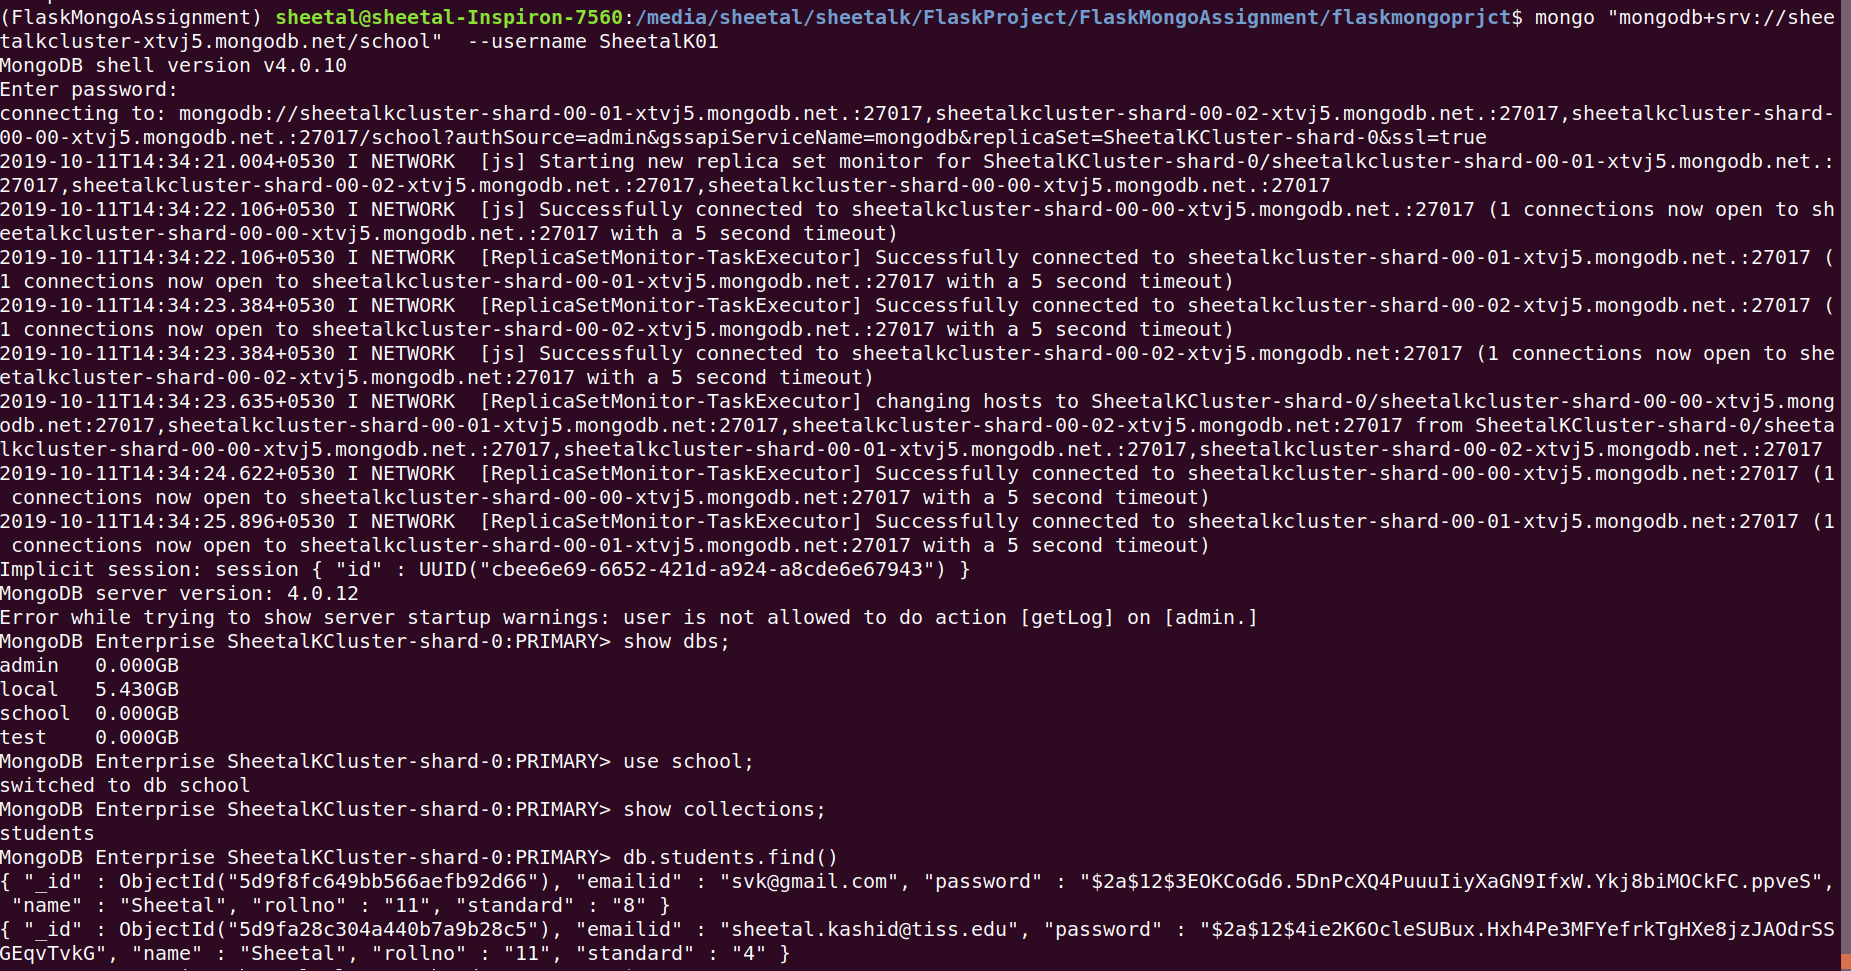 (FlaskMongoAssignment) sheetal@sheetal-Inspiron-7560:/media/sheetal/sheetalk/FlaskProject/FlaskMongoAssignment/flaskmongoprjct$ mongo "mongodb+srv://shee
talkcluster-xtvj5.mongodb.net/school"  --username SheetalK01
MongoDB shell version v4.0.10
Enter password:
connecting to: mongodb://sheetalkcluster-shard-00-01-xtvj5.mongodb.net.:27017,sheetalkcluster-shard-00-02-xtvj5.mongodb.net.:27017,sheetalkcluster-shard-
00-00-xtvj5.mongodb.net.:27017/school?authSource=admin&gssapiServiceName=mongodb&replicaSet=SheetalKCluster-shard-0&ssl=true
2019-10-11T14:34:21.004+0530 I NETWORK  [js] Starting new replica set monitor for SheetalKCluster-shard-0/sheetalkcluster-shard-00-01-xtvj5.mongodb.net.:
27017,sheetalkcluster-shard-00-02-xtvj5.mongodb.net.:27017,sheetalkcluster-shard-00-00-xtvj5.mongodb.net.:27017
2019-10-11T14:34:22.106+0530 I NETWORK  [js] Successfully connected to sheetalkcluster-shard-00-00-xtvj5.mongodb.net.:27017 (1 connections now open to sh
eetalkcluster-shard-00-00-xtvj5.mongodb.net.:27017 with a 5 second timeout)
2019-10-11T14:34:22.106+0530 I NETWORK  [ReplicaSetMonitor-TaskExecutor] Successfully connected to sheetalkcluster-shard-00-01-xtvj5.mongodb.net.:27017 (
1 connections now open to sheetalkcluster-shard-00-01-xtvj5.mongodb.net.:27017 with a 5 second timeout)
2019-10-11T14:34:23.384+0530 I NETWORK  [ReplicaSetMonitor-TaskExecutor] Successfully connected to sheetalkcluster-shard-00-02-xtvj5.mongodb.net.:27017 (
1 connections now open to sheetalkcluster-shard-00-02-xtvj5.mongodb.net.:27017 with a 5 second timeout)
2019-10-11T14:34:23.384+0530 I NETWORK  [js] Successfully connected to sheetalkcluster-shard-00-02-xtvj5.mongodb.net:27017 (1 connections now open to she
etalkcluster-shard-00-02-xtvj5.mongodb.net:27017 with a 5 second timeout)
2019-10-11T14:34:23.635+0530 I NETWORK  [ReplicaSetMonitor-TaskExecutor] changing hosts to SheetalKCluster-shard-0/sheetalkcluster-shard-00-00-xtvj5.mong
odb.net:27017,sheetalkcluster-shard-00-01-xtvj5.mongodb.net:27017,sheetalkcluster-shard-00-02-xtvj5.mongodb.net:27017 from SheetalKCluster-shard-0/sheeta
lkcluster-shard-00-00-xtvj5.mongodb.net.:27017,sheetalkcluster-shard-00-01-xtvj5.mongodb.net.:27017,sheetalkcluster-shard-00-02-xtvj5.mongodb.net.:27017
2019-10-11T14:34:24.622+0530 I NETWORK  [ReplicaSetMonitor-TaskExecutor] Successfully connected to sheetalkcluster-shard-00-00-xtvj5.mongodb.net:27017 (1
 connections now open to sheetalkcluster-shard-00-00-xtvj5.mongodb.net:27017 with a 5 second timeout)
2019-10-11T14:34:25.896+0530 I NETWORK  [ReplicaSetMonitor-TaskExecutor] Successfully connected to sheetalkcluster-shard-00-01-xtvj5.mongodb.net:27017 (1
 connections now open to sheetalkcluster-shard-00-01-xtvj5.mongodb.net:27017 with a 5 second timeout)
Implicit session: session { "id" : UUID("cbee6e69-6652-421d-a924-a8cde6e67943") }
MongoDB server version: 4.0.12
Error while trying to show server startup warnings: user is not allowed to do action [getLog] on [admin.]
MongoDB Enterprise SheetalKCluster-shard-0:PRIMARY> show dbs;
admin   0.000GB
local   5.430GB
school  0.000GB
test    0.000GB
MongoDB Enterprise SheetalKCluster-shard-0:PRIMARY> use school;
switched to db school
MongoDB Enterprise SheetalKCluster-shard-0:PRIMARY> show collections;
students
MongoDB Enterprise SheetalKCluster-shard-0:PRIMARY> db.students.find()
{ "_id" : ObjectId("5d9f8fc649bb566aefb92d66"), "emailid" : "svk@gmail.com", "password" : "$2a$12$3EOKCoGd6.5DnPcXQ4PuuuIiyXaGN9IfxW.Ykj8biMOCkFC.ppveS",
 "name" : "Sheetal", "rollno" : "11", "standard" : "8" }
{ "_id" : ObjectId("5d9fa28c304a440b7a9b28c5"), "emailid" : "sheetal.kashid@tiss.edu", "password" : "$2a$12$4ie2K6OcleSUBux.Hxh4Pe3MFYefrkTgHXe8jzJAOdrSS
GEqvTvkG", "name" : "Sheetal", "rollno" : "11", "standard" : "4" }